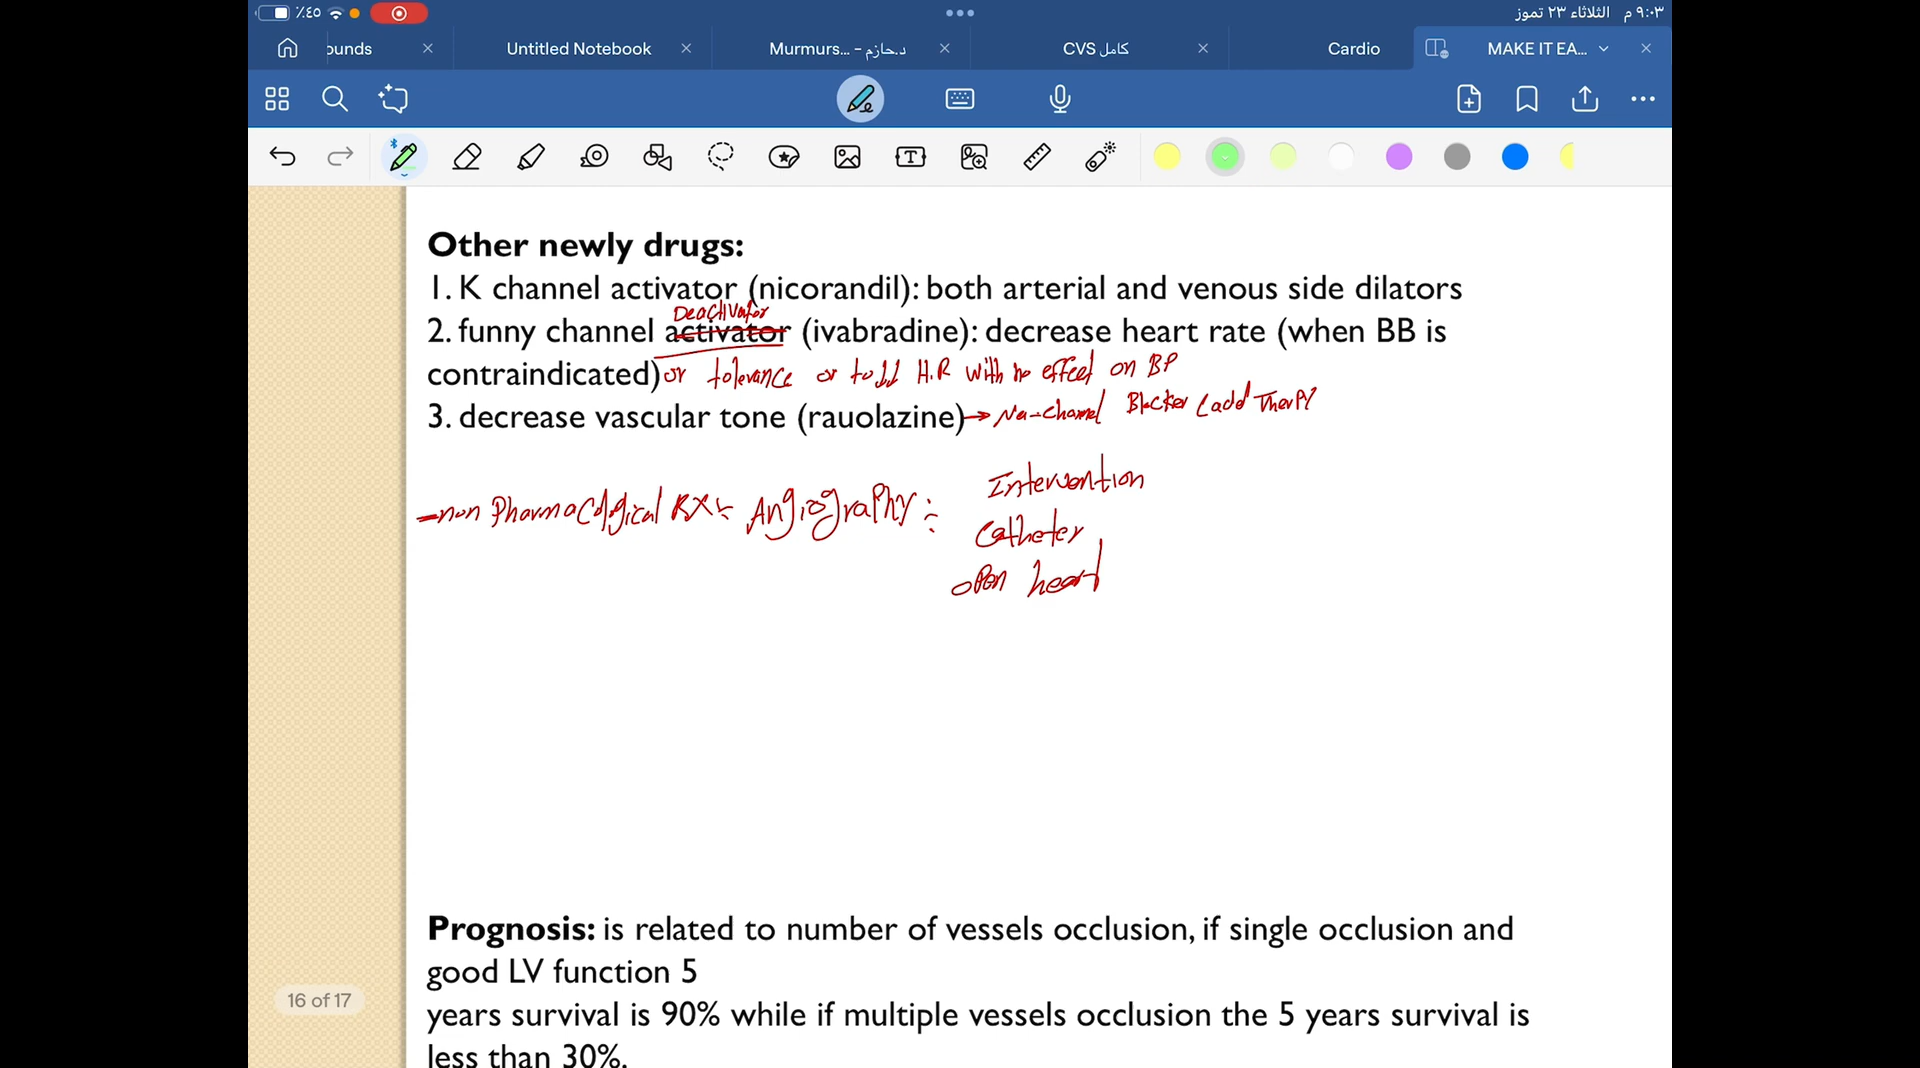 ٪٤٥
٩:٠٣ م الثلاثاء ٢٣ تموز
ounds
Untitled Notebook
Murmurs... - د.حازم
CVS كامل
Cardio
MAKE IT EA...
Other newly drugs:
1. K channel activator (nicorandil): both arterial and venous side dilators
Deactivator
2. funny channel activator (ivabradine): decrease heart rate (when BB is
contraindicated) or tolerance or to ↓↓ H.R with no effect on BP
3. decrease vascular tone (rauolazine) → Na-channel Blocker (add TherPy
- non Pharmacological RX:- Angiography:-
Intervention
Catheter
open heart
Prognosis: is related to number of vessels occlusion, if single occlusion and
good LV function 5
years survival is 90% while if multiple vessels occlusion the 5 years survival is
less than 30%.
16 of 17